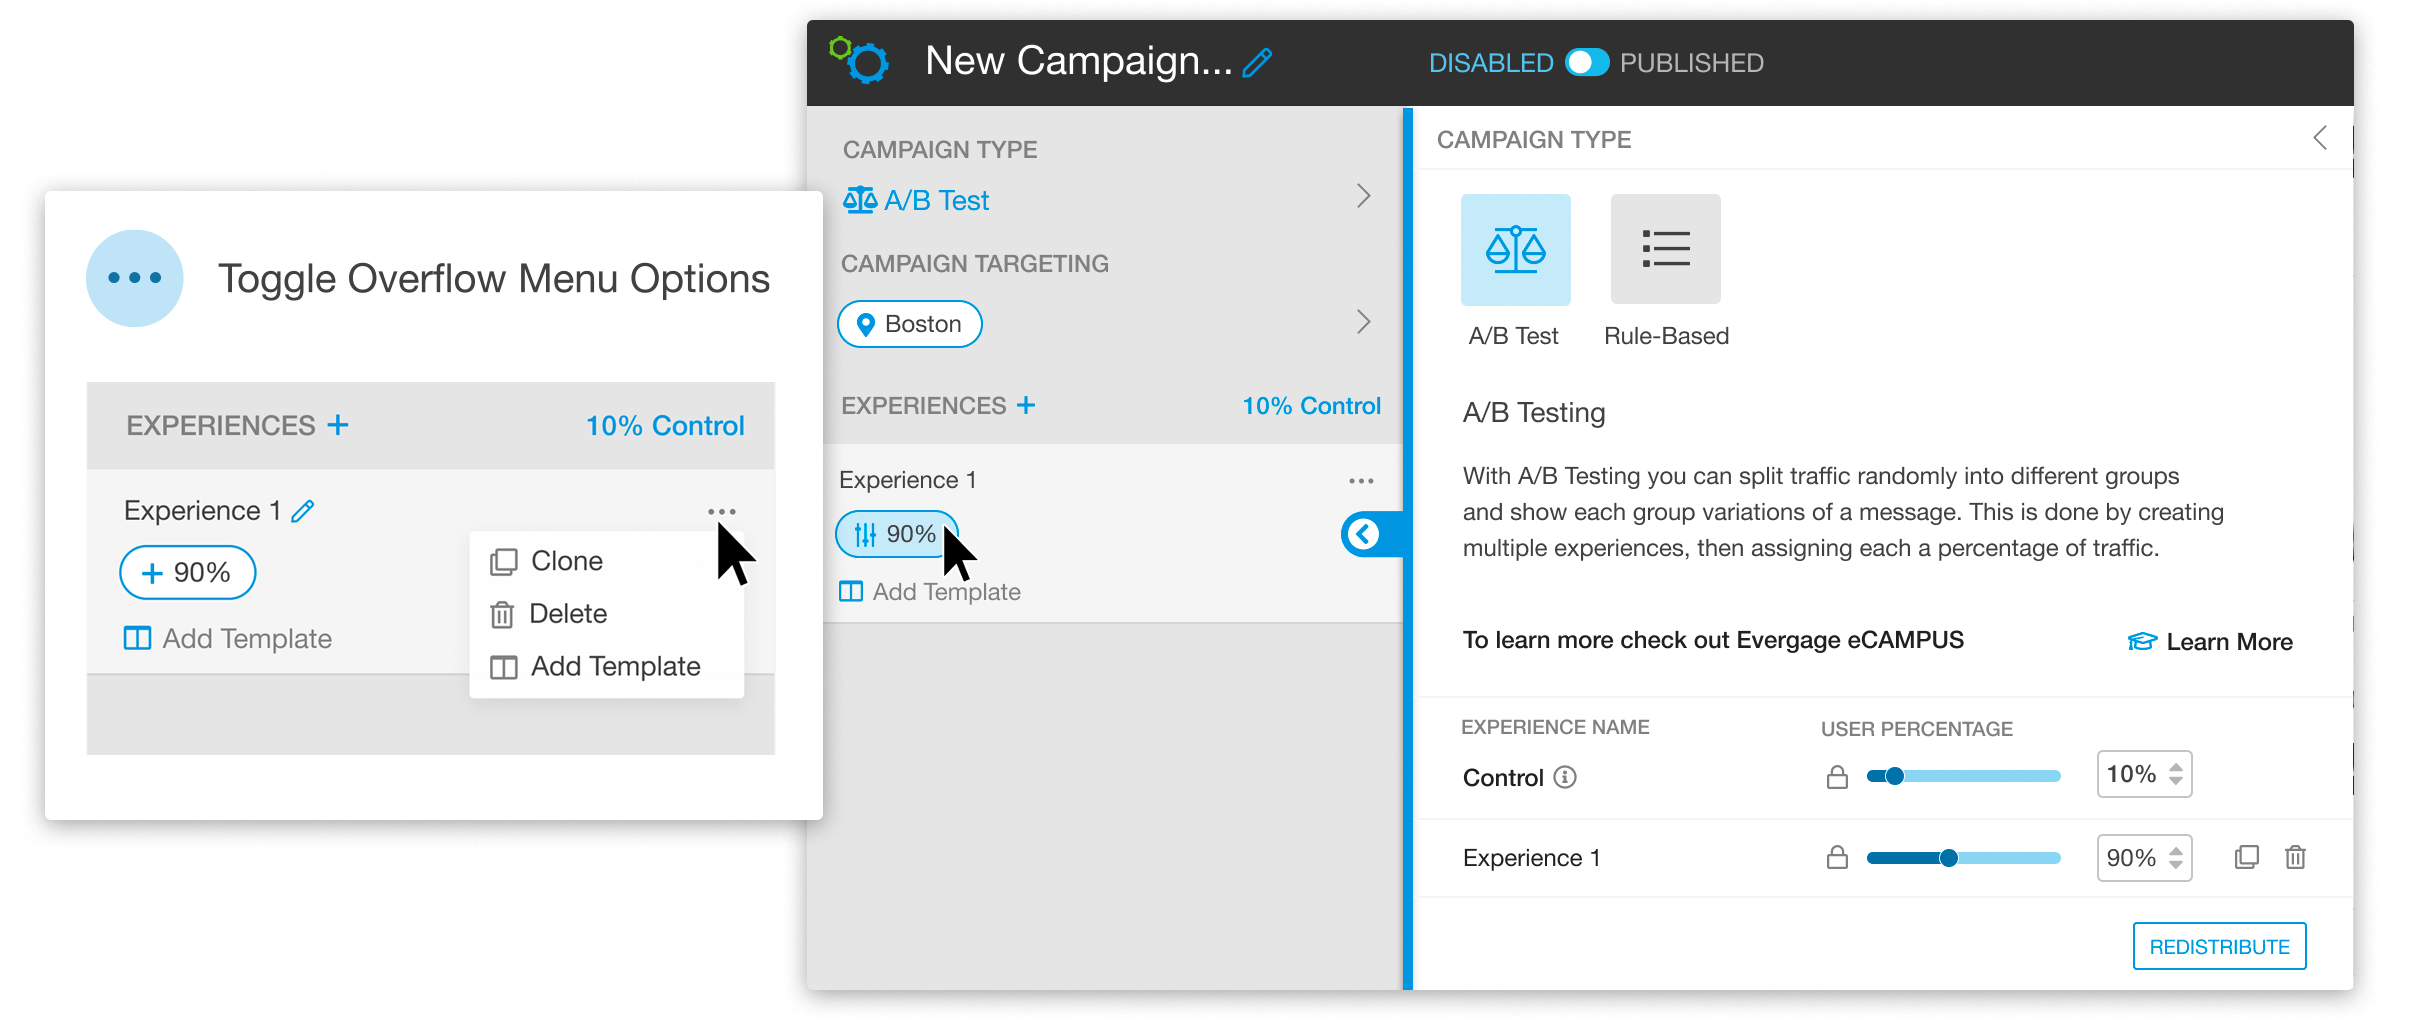 Toggle Overflow Menu Options
EXPERIENCES +
10% Control
Experience 1
+ 90%
Add Template
Clone
Delete
Add Template
New Campaign...
DISABLED
PUBLISHED
CAMPAIGN TYPE
A/B Test
CAMPAIGN TARGETING
Boston
EXPERIENCES +
10% Control
Experience 1
90%
Add Template
CAMPAIGN TYPE
A/B Test
Rule-Based
A/B Testing
With A/B Testing you can split traffic randomly into different groups
and show each group variations of a message. This is done by creating
multiple experiences, then assigning each a percentage of traffic.
To learn more check out Evergage eCAMPUS
Learn More
EXPERIENCE NAME
USER PERCENTAGE
Control
10%
Experience 1
90%
REDISTRIBUTE